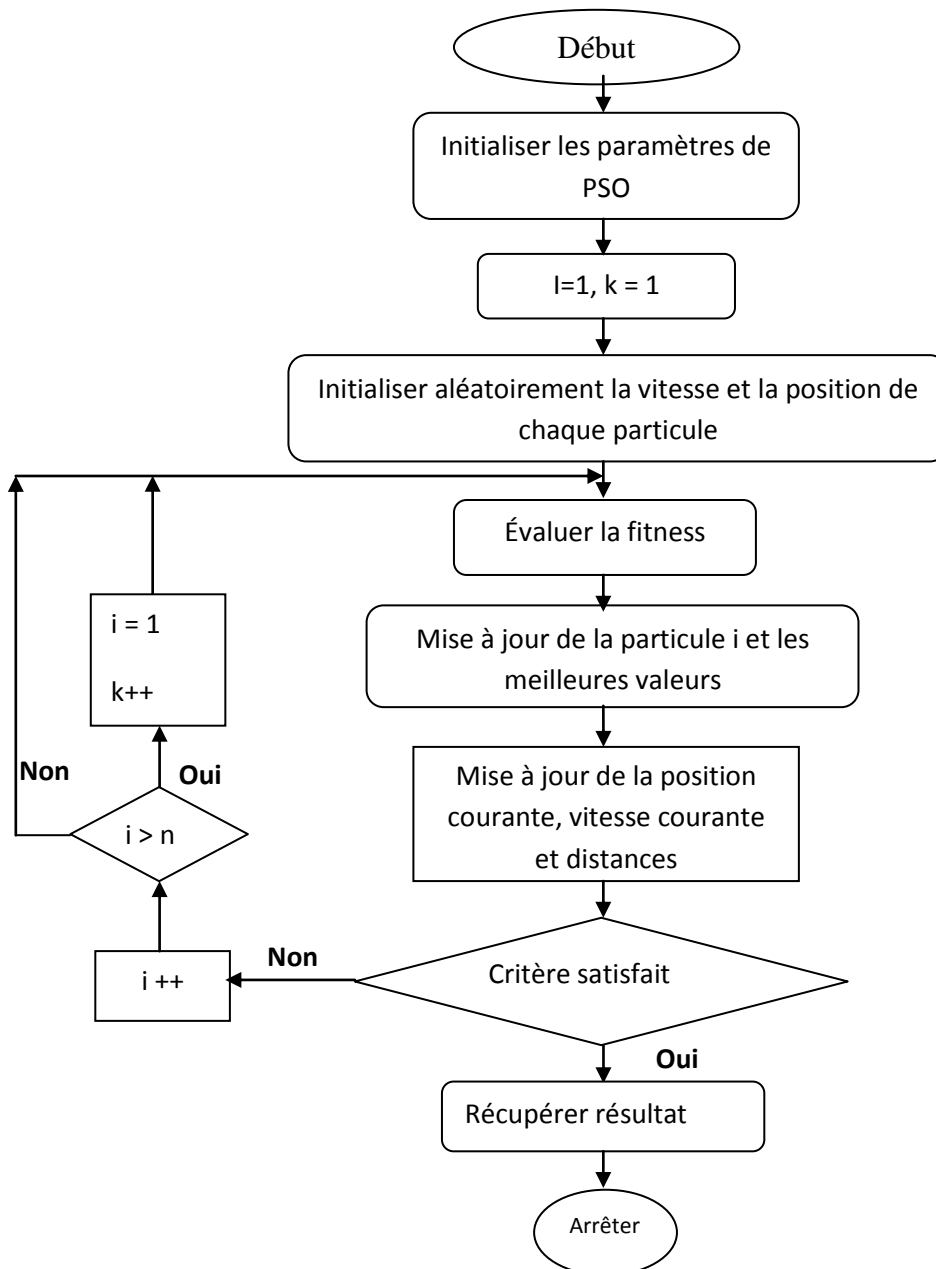 Début
Initialiser les paramètres de
PSO
I=1, k = 1
Initialiser aléatoirement la vitesse et la position de
chaque particule
Évaluer la fitness
Mise à jour de la particule i et les
meilleures valeurs
Mise à jour de la position
courante, vitesse courante
et distances
Critère satisfait
Non
i ++
i > n
Non
Oui
i = 1
k++
Oui
Récupérer résultat
Arrêter